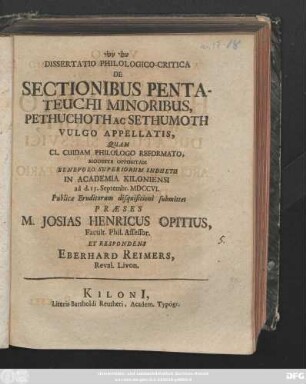 DISSERTATIO PHILOLOGICO-CRITICA
DE
SECTIONIBUS PENTA-
TEUCHI MINORIBUS,
PETHUCHOTH AC SETHUMOTH
VULGO APPELLATIS,
QUAM
CL. CUIDAM PHILOLOGO REFORMATO,
MODESTE OPPOSITAM
BENEVOLO SUPERIORUM INDULTU
IN ACADEMIA KILONIENSI
ad d. 15. Septembr. MDCCVI.
Publicæ Eruditorum disquisitioni submittet
PRÆSES
M. JOSIAS HENRICUS OPITIUS,
Facult. Phil. Assessor.
ET RESPONDENS
EBERHARD REIMERS,
Reval. Livon.
5.
KILONI,
Literis Bartholdi Reutheri, Academ. Typogr.